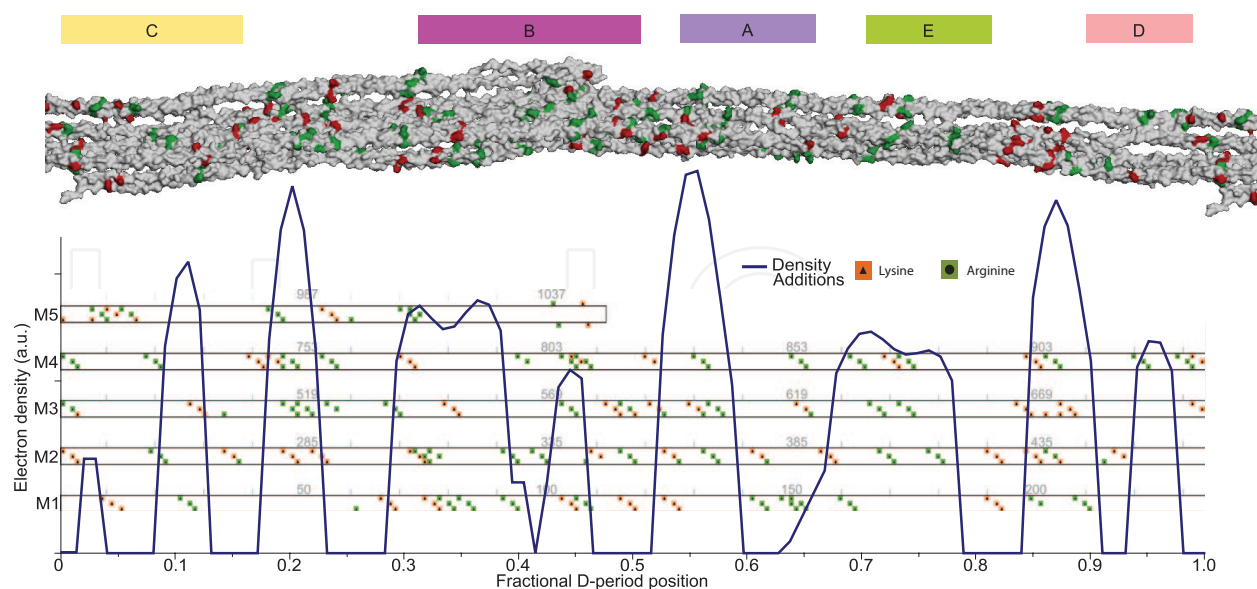 C B A E D
Density
Additions
Lysine
Arginine
Electron density (a.u.)
987 1037
M5
753 803 853 903
M4
519 569 619 669
M3
285 335 385 435
M2
50 100 150 200
M1
0 0.1 0.2 0.3 0.4 0.5 0.6 0.7 0.8 0.9 1.0
Fractional D-period position